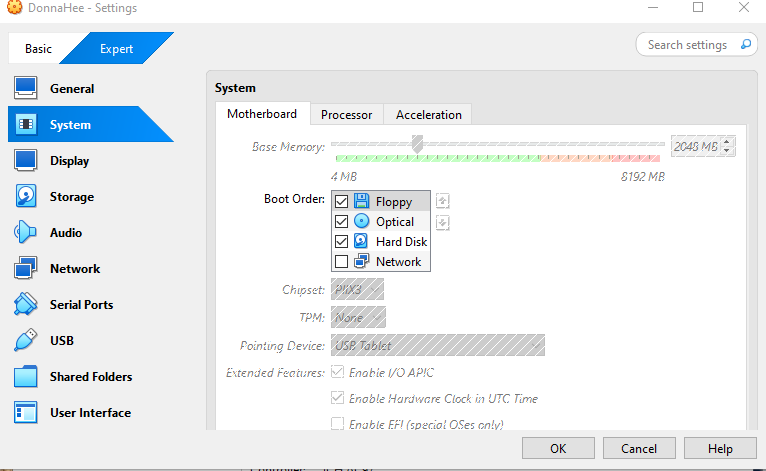 DonnaHee - Settings
Basic
Expert
Search settings
General
System
Display
Storage
Audio
Network
Serial Ports
USB
Shared Folders
User Interface
System
Motherboard
Processor
Acceleration
Base Memory:
2048 MB
4 MB
8192 MB
Boot Order:
Floppy
Optical
Hard Disk
Network
Chipset:
PIIX3
TPM:
None
Pointing Device:
USB Tablet
Extended Features:
Enable I/O APIC
Enable Hardware Clock in UTC Time
Enable EFI (special OSes only)
OK
Cancel
Help